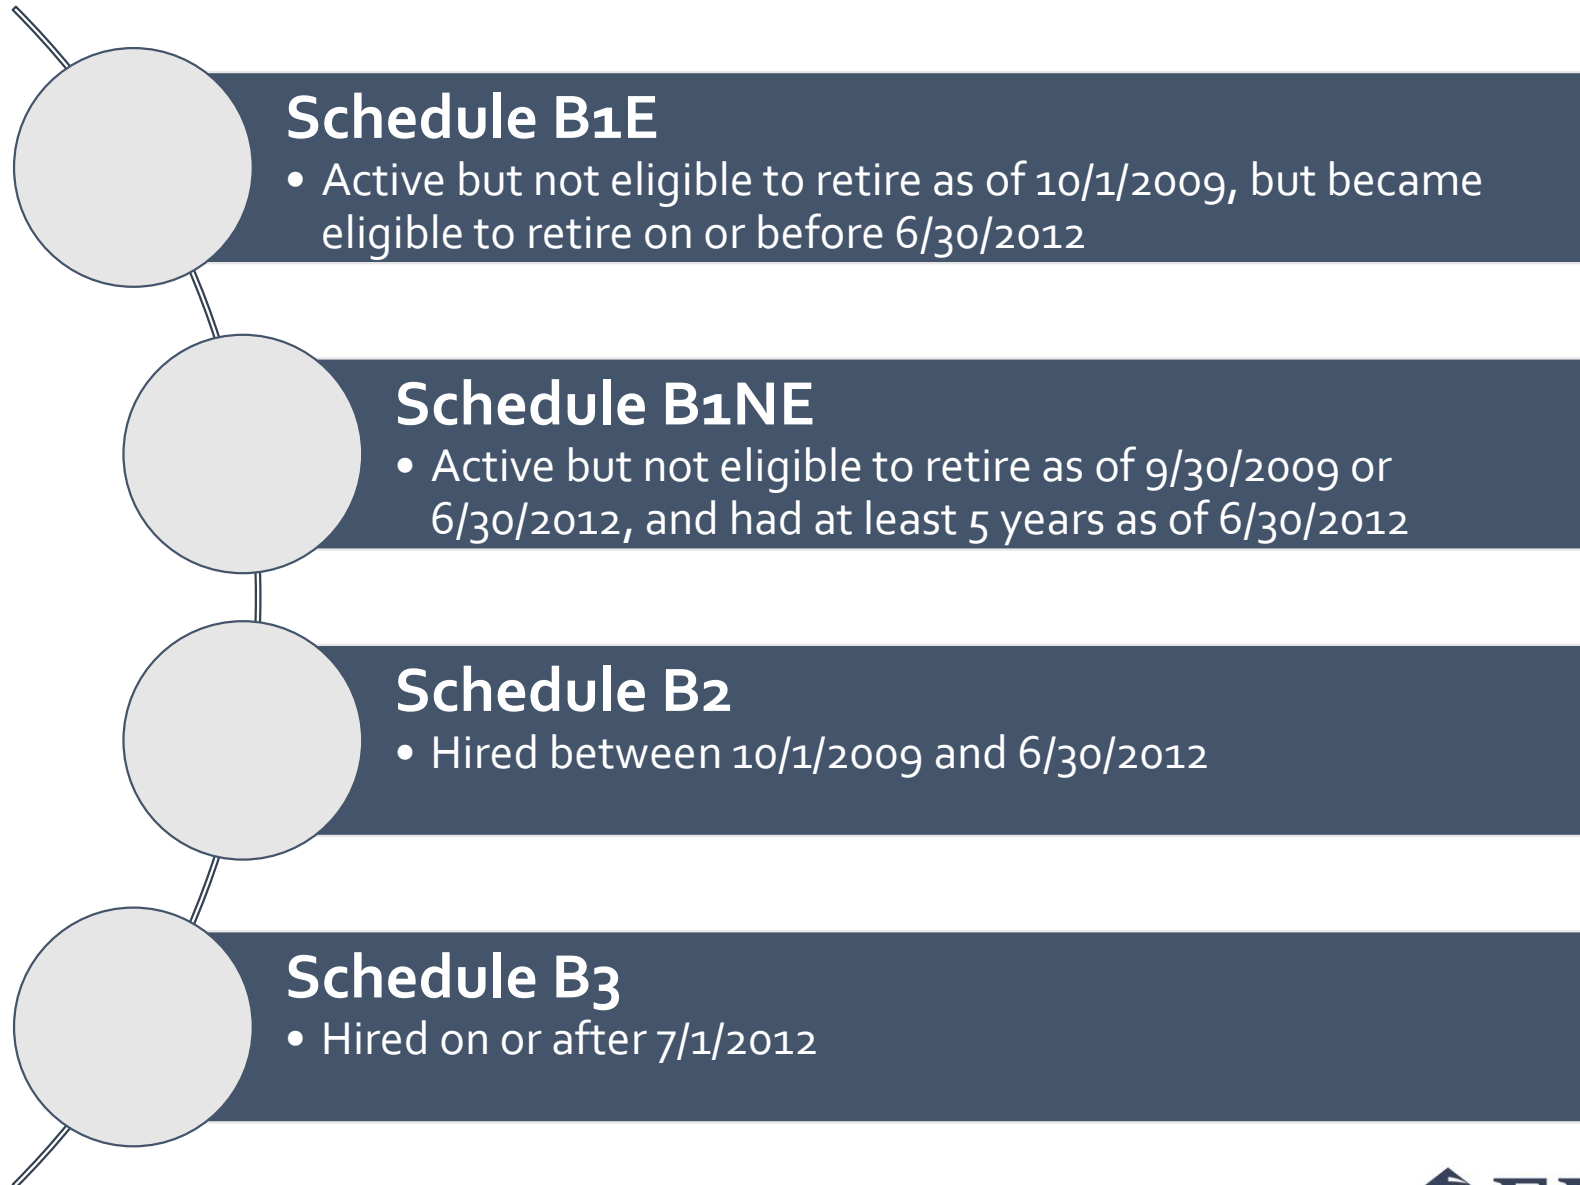 Schedule B1E
• Active but not eligible to retire as of 10/1/2009, but became
eligible to retire on or before 6/30/2012
Schedule B1NE
• Active but not eligible to retire as of 9/30/2009 or
6/30/2012, and had at least 5 years as of 6/30/2012
Schedule B2
• Hired between 10/1/2009 and 6/30/2012
Schedule B3
• Hired on or after 7/1/2012